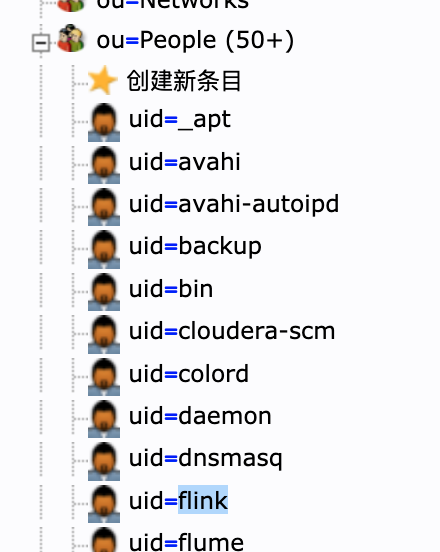 ou=Networks
ou=People (50+)
创建新条目
uid=_apt
uid=avahi
uid=avahi-autoipd
uid=backup
uid=bin
uid=cloudera-scm
uid=colord
uid=daemon
uid=dnsmasq
uid=flink
uid=flume